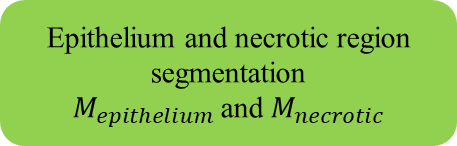 Epithelium and necrotic region
segmentation
M_epithelium and M_necrotic